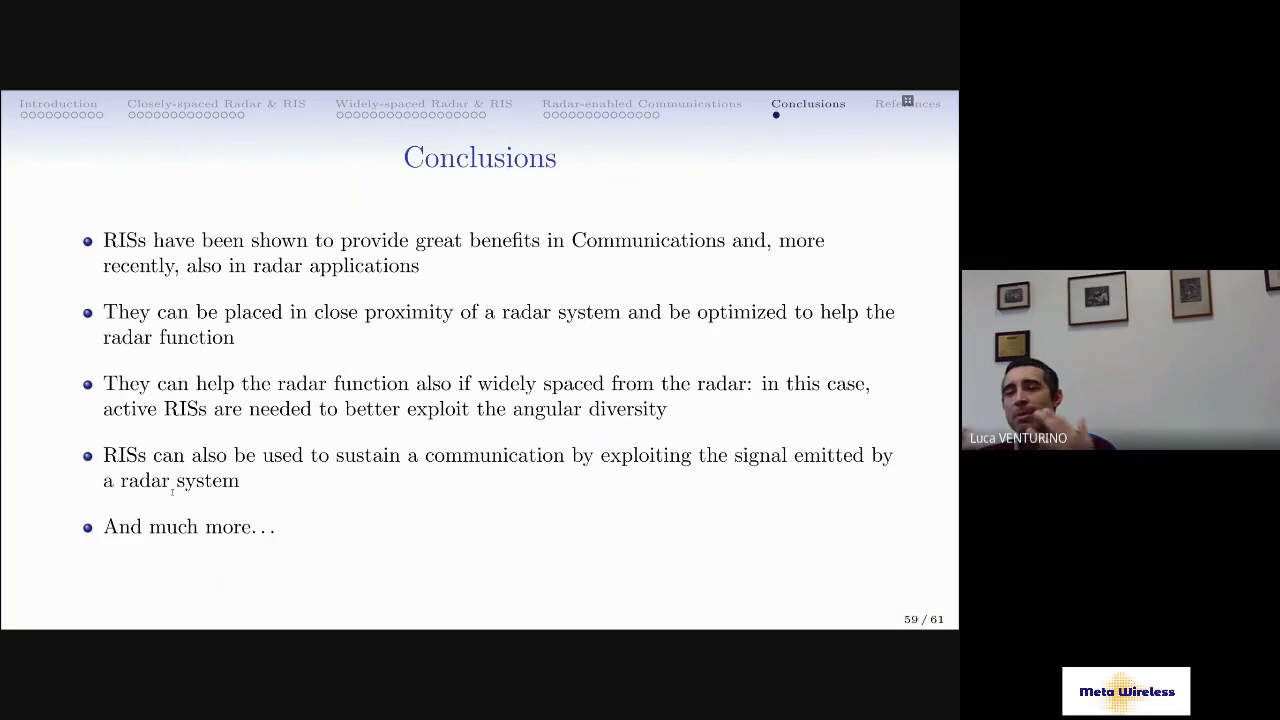 Introduction
Closely-spaced Radar & RIS
Widely-spaced Radar & RIS
Radar-enabled Communications
Conclusions
Conclusions
RISs have been shown to provide great benefits in Communications and, more
recently, also in radar applications
They can be placed in close proximity of a radar system and be optimized to help the
radar function
They can help the radar function also if widely spaced from the radar: in this case,
active RISs are needed to better exploit the angular diversity
RISs can also be used to sustain a communication by exploiting the signal emitted by
a radar system
And much more...
59 / 61
Luca VENTURINO
Meta Wireless